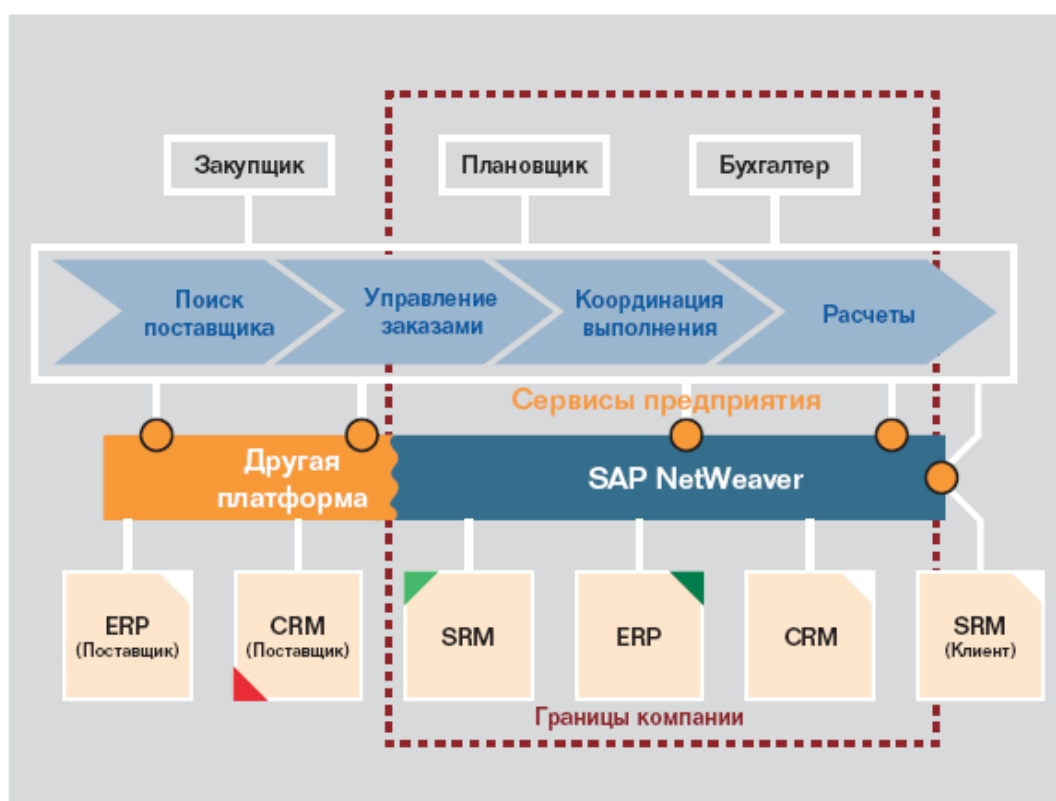 Закупщик
Плановщик
Бухгалтер
Поиск
поставщика
Управление
заказами
Координация
выполнения
Расчеты
Сервисы предприятия
Другая
платформа
SAP NetWeaver
ERP
(Поставщик)
CRM
(Поставщик)
SRM
ERP
CRM
SRM
(Клиент)
Границы компании